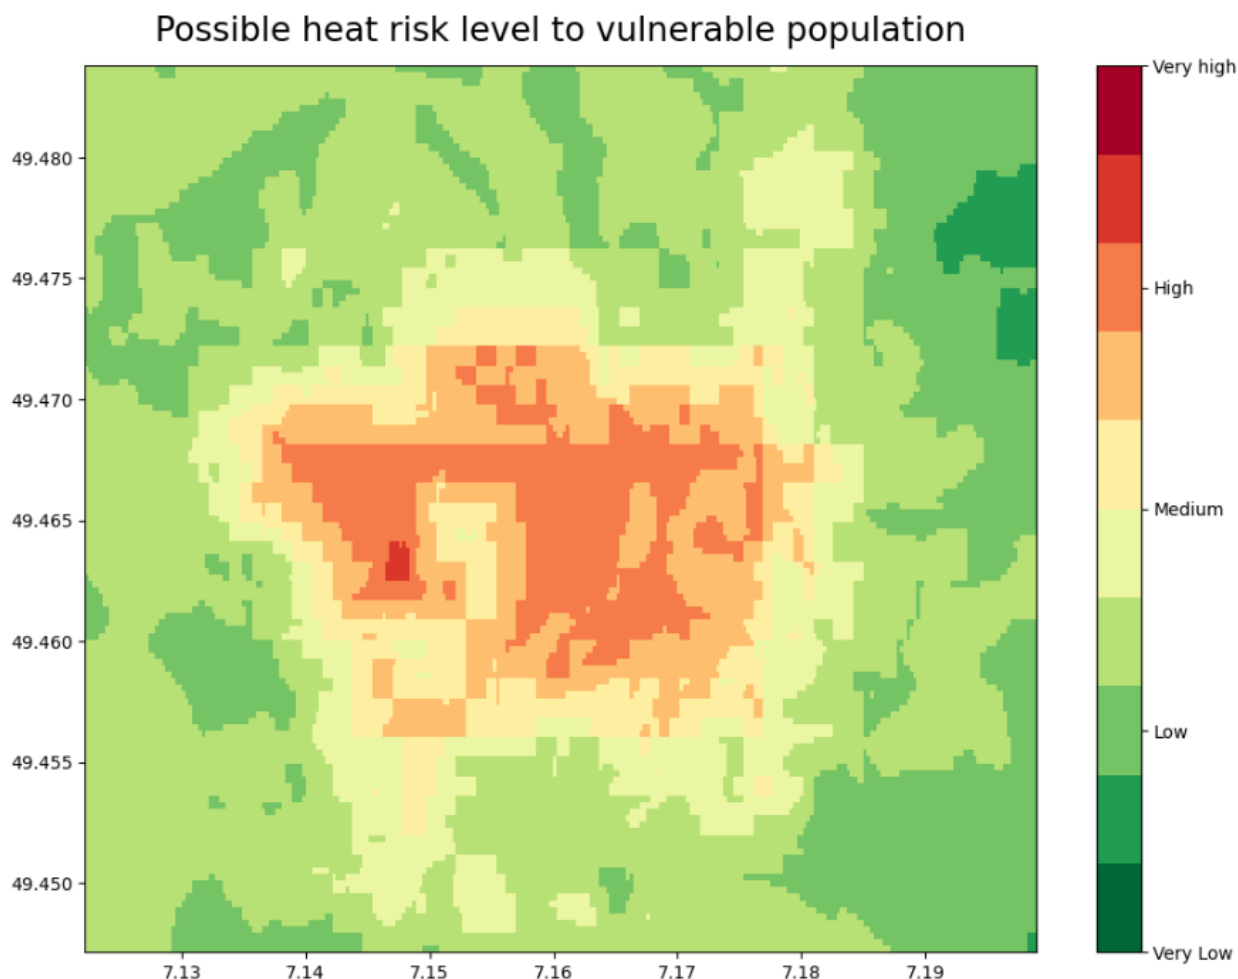 Possible heat risk level to vulnerable population
Very high
49.480
49.475
High
49.470
49.465
Medium
49.460
49.455
Low
49.450
Very Low
7.13 7.14 7.15 7.16 7.17 7.18 7.19